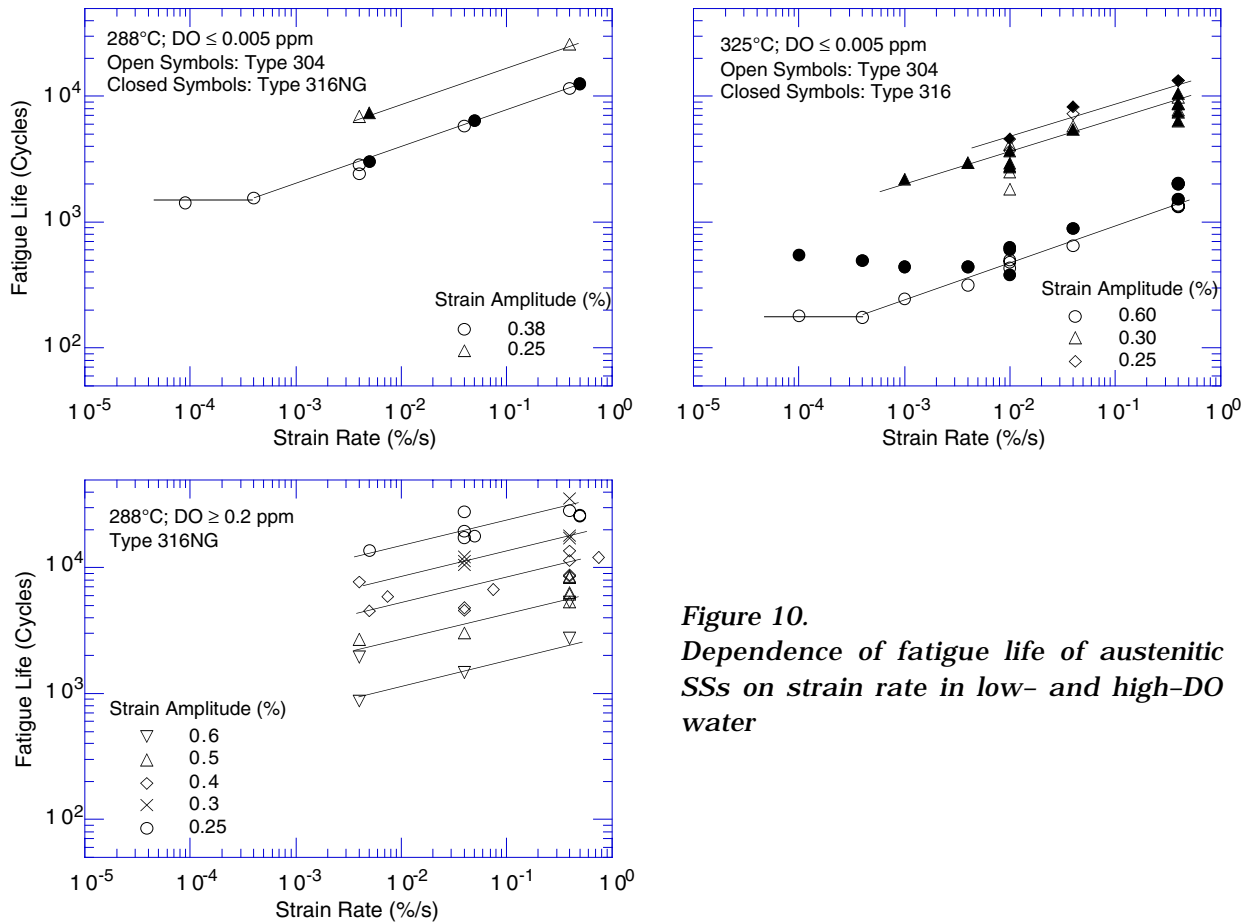 288°C; DO ≤ 0.005 ppm
Open Symbols: Type 304
Closed Symbols: Type 316NG
Fatigue Life (Cycles)
10^4
10^3
10^2
Strain Amplitude (%)
0.38
0.25
10^-5 10^-4 10^-3 10^-2 10^-1 10^0
Strain Rate (%/s)
325°C; DO ≤ 0.005 ppm
Open Symbols: Type 304
Closed Symbols: Type 316
10^4
10^3
10^2
Strain Amplitude (%)
0.60
0.30
0.25
10^-5 10^-4 10^-3 10^-2 10^-1 10^0
Strain Rate (%/s)
288°C; DO ≥ 0.2 ppm
Type 316NG
Fatigue Life (Cycles)
10^4
10^3
10^2
Strain Amplitude (%)
0.6
0.5
0.4
0.3
0.25
10^-5 10^-4 10^-3 10^-2 10^-1 10^0
Strain Rate (%/s)
Figure 10.
Dependence of fatigue life of austenitic
SSs on strain rate in low– and high–DO
water